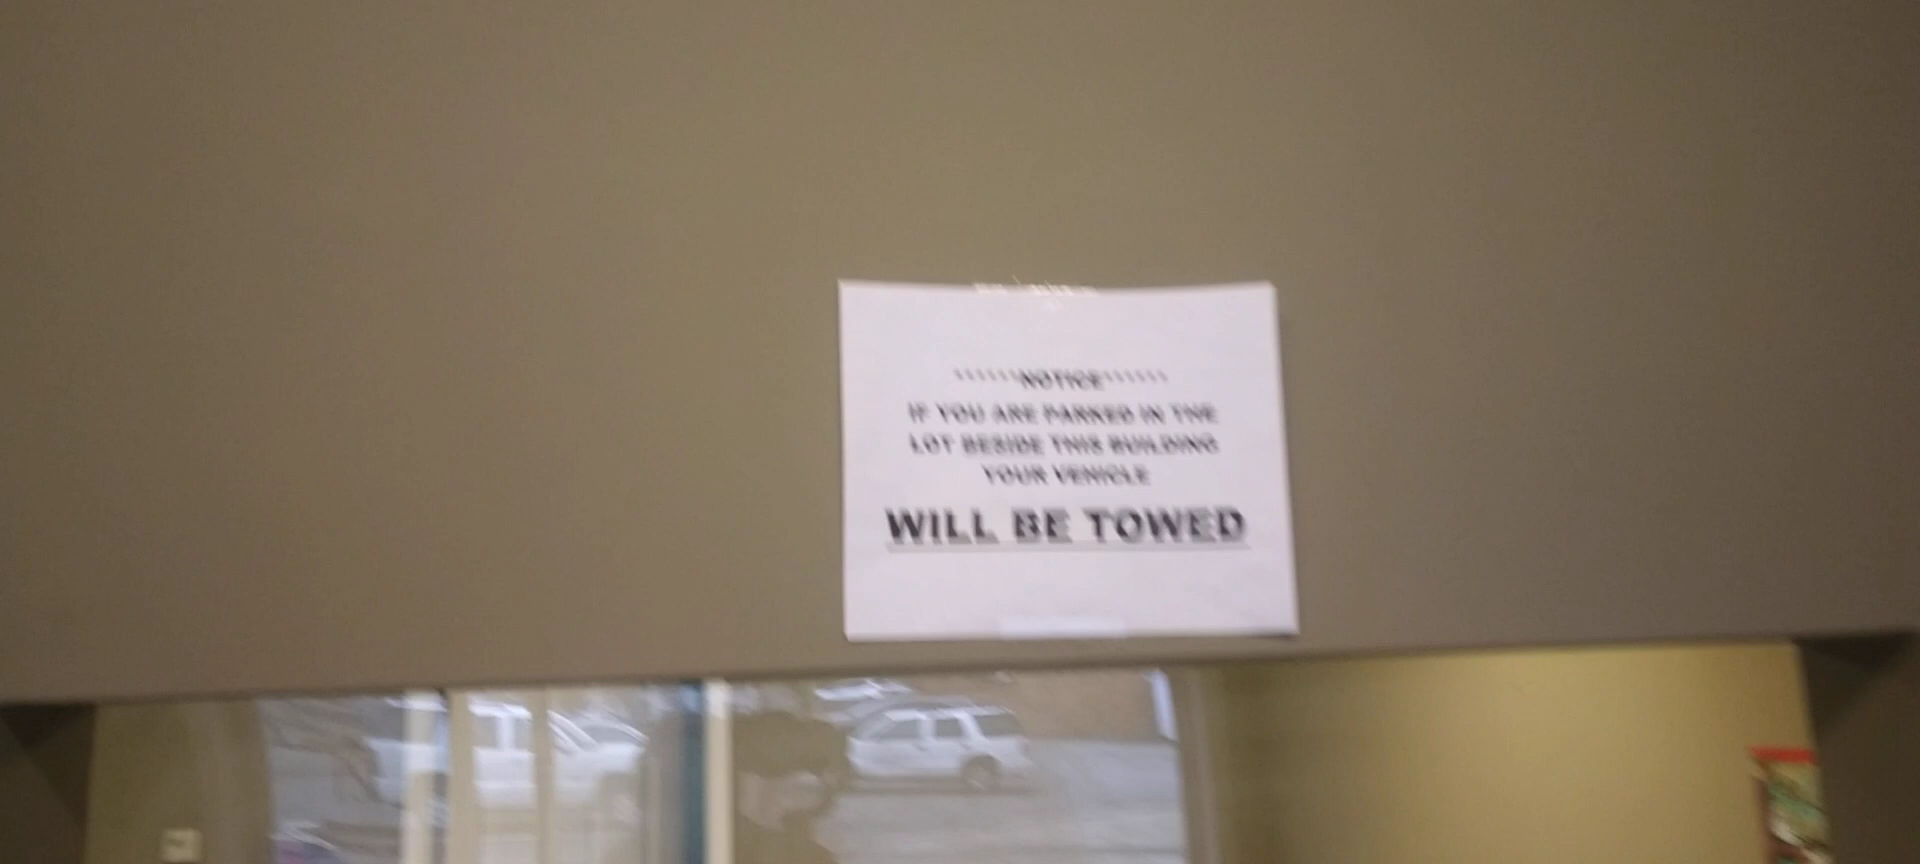 ******NOTICE******
IF YOU ARE PARKED IN THE
LOT BESIDE THIS BUILDING
YOUR VEHICLE
WILL BE TOWED